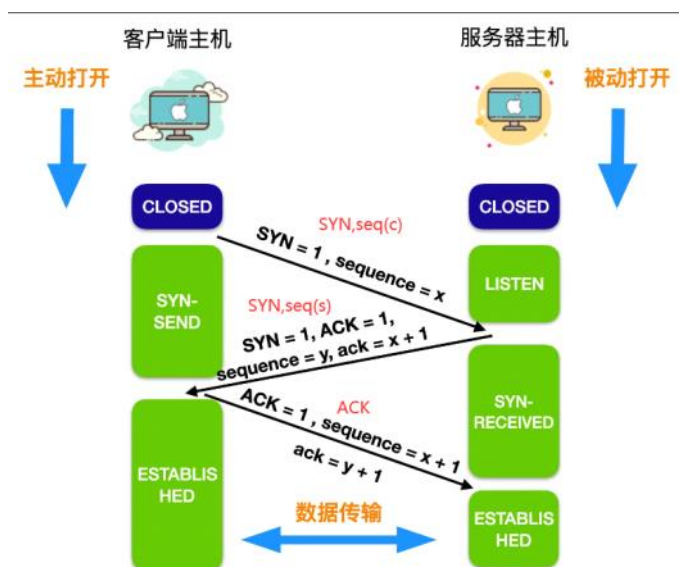 客户端主机
服务器主机
主动打开
被动打开
CLOSED
CLOSED
SYN,seq(c)
SYN = 1 , sequence = x
LISTEN
SYN-
SEND
SYN,seq(s)
SYN = 1, ACK = 1,
sequence = y, ack = x + 1
SYN-
RECEIVED
ACK
ACK = 1 , sequence = x + 1
ack = y + 1
ESTABLIS
HED
数据传输
ESTABLIS
HED